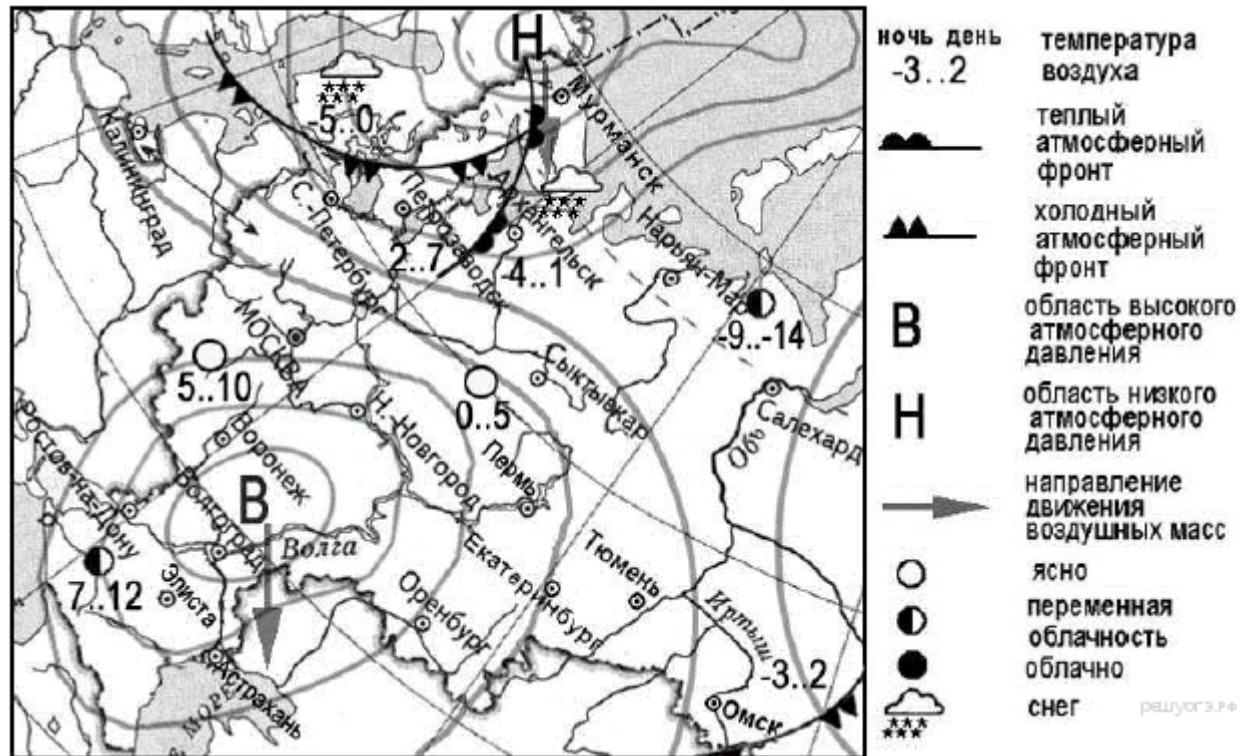 Н
-5..0
Мурманск
Калининград
С.-Петербург
Петрозаводск
Архангельск
Нарьян-Мар
2..7
-4..1
-9..-14
МОСКВА
5..10
0..5
Сыктывкар
Салехард
Обь
Н. Новгород
Воронеж
Пермь
Ростов-на-Дону
Волгоград
В
Волга
Екатеринбург
Тюмень
Иртыш
7..12
Элиста
Оренбург
-3..2
Омск
Астрахань
МОРЕ
ночь день
-3..2
температура
воздуха
теплый
атмосферный
фронт
холодный
атмосферный
фронт
В
область высокого
атмосферного
давления
Н
область низкого
атмосферного
давления
направление
движения
воздушных масс
ясно
переменная
облачность
облачно
снег
решуогэ.рф